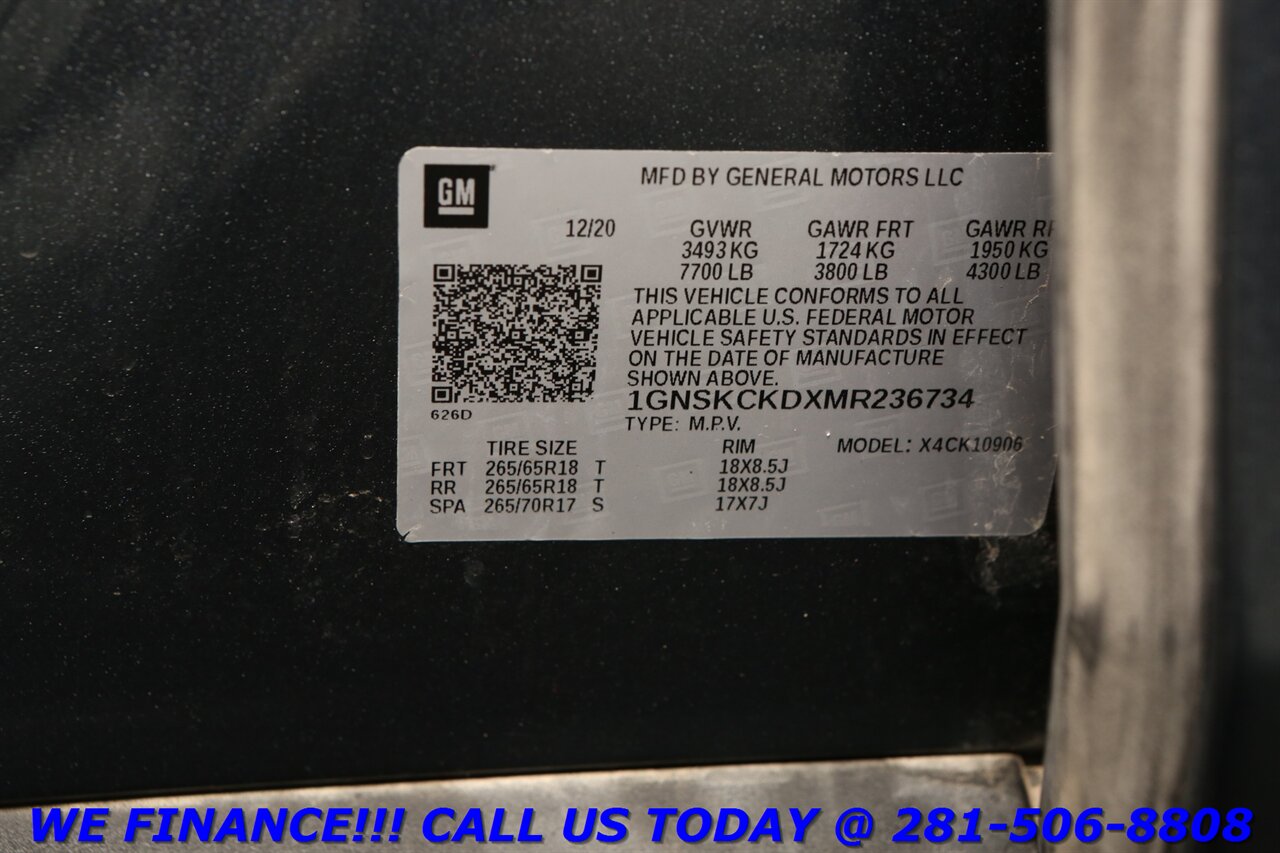 GM
MFD BY GENERAL MOTORS LLC
12/20 GVWR GAWR FRT GAWR
3493 KG 1724 KG 1950 KG
7700 LB 3800 LB 4300 LB
THIS VEHICLE CONFORMS TO ALL
APPLICABLE U.S. FEDERAL MOTOR
VEHICLE SAFETY STANDARDS IN EFFECT
ON THE DATE OF MANUFACTURE
SHOWN ABOVE.
1GNSKCKDXMR236734
626D
TYPE: M.P.V.
TIRE SIZE RIM MODEL: X4CK10906
FRT 265/65R18 T 18X8.5J
RR 265/65R18 T 18X8.5J
SPA 265/70R17 S 17X7J
WE FINANCE!!! CALL US TODAY @ 281-506-8808